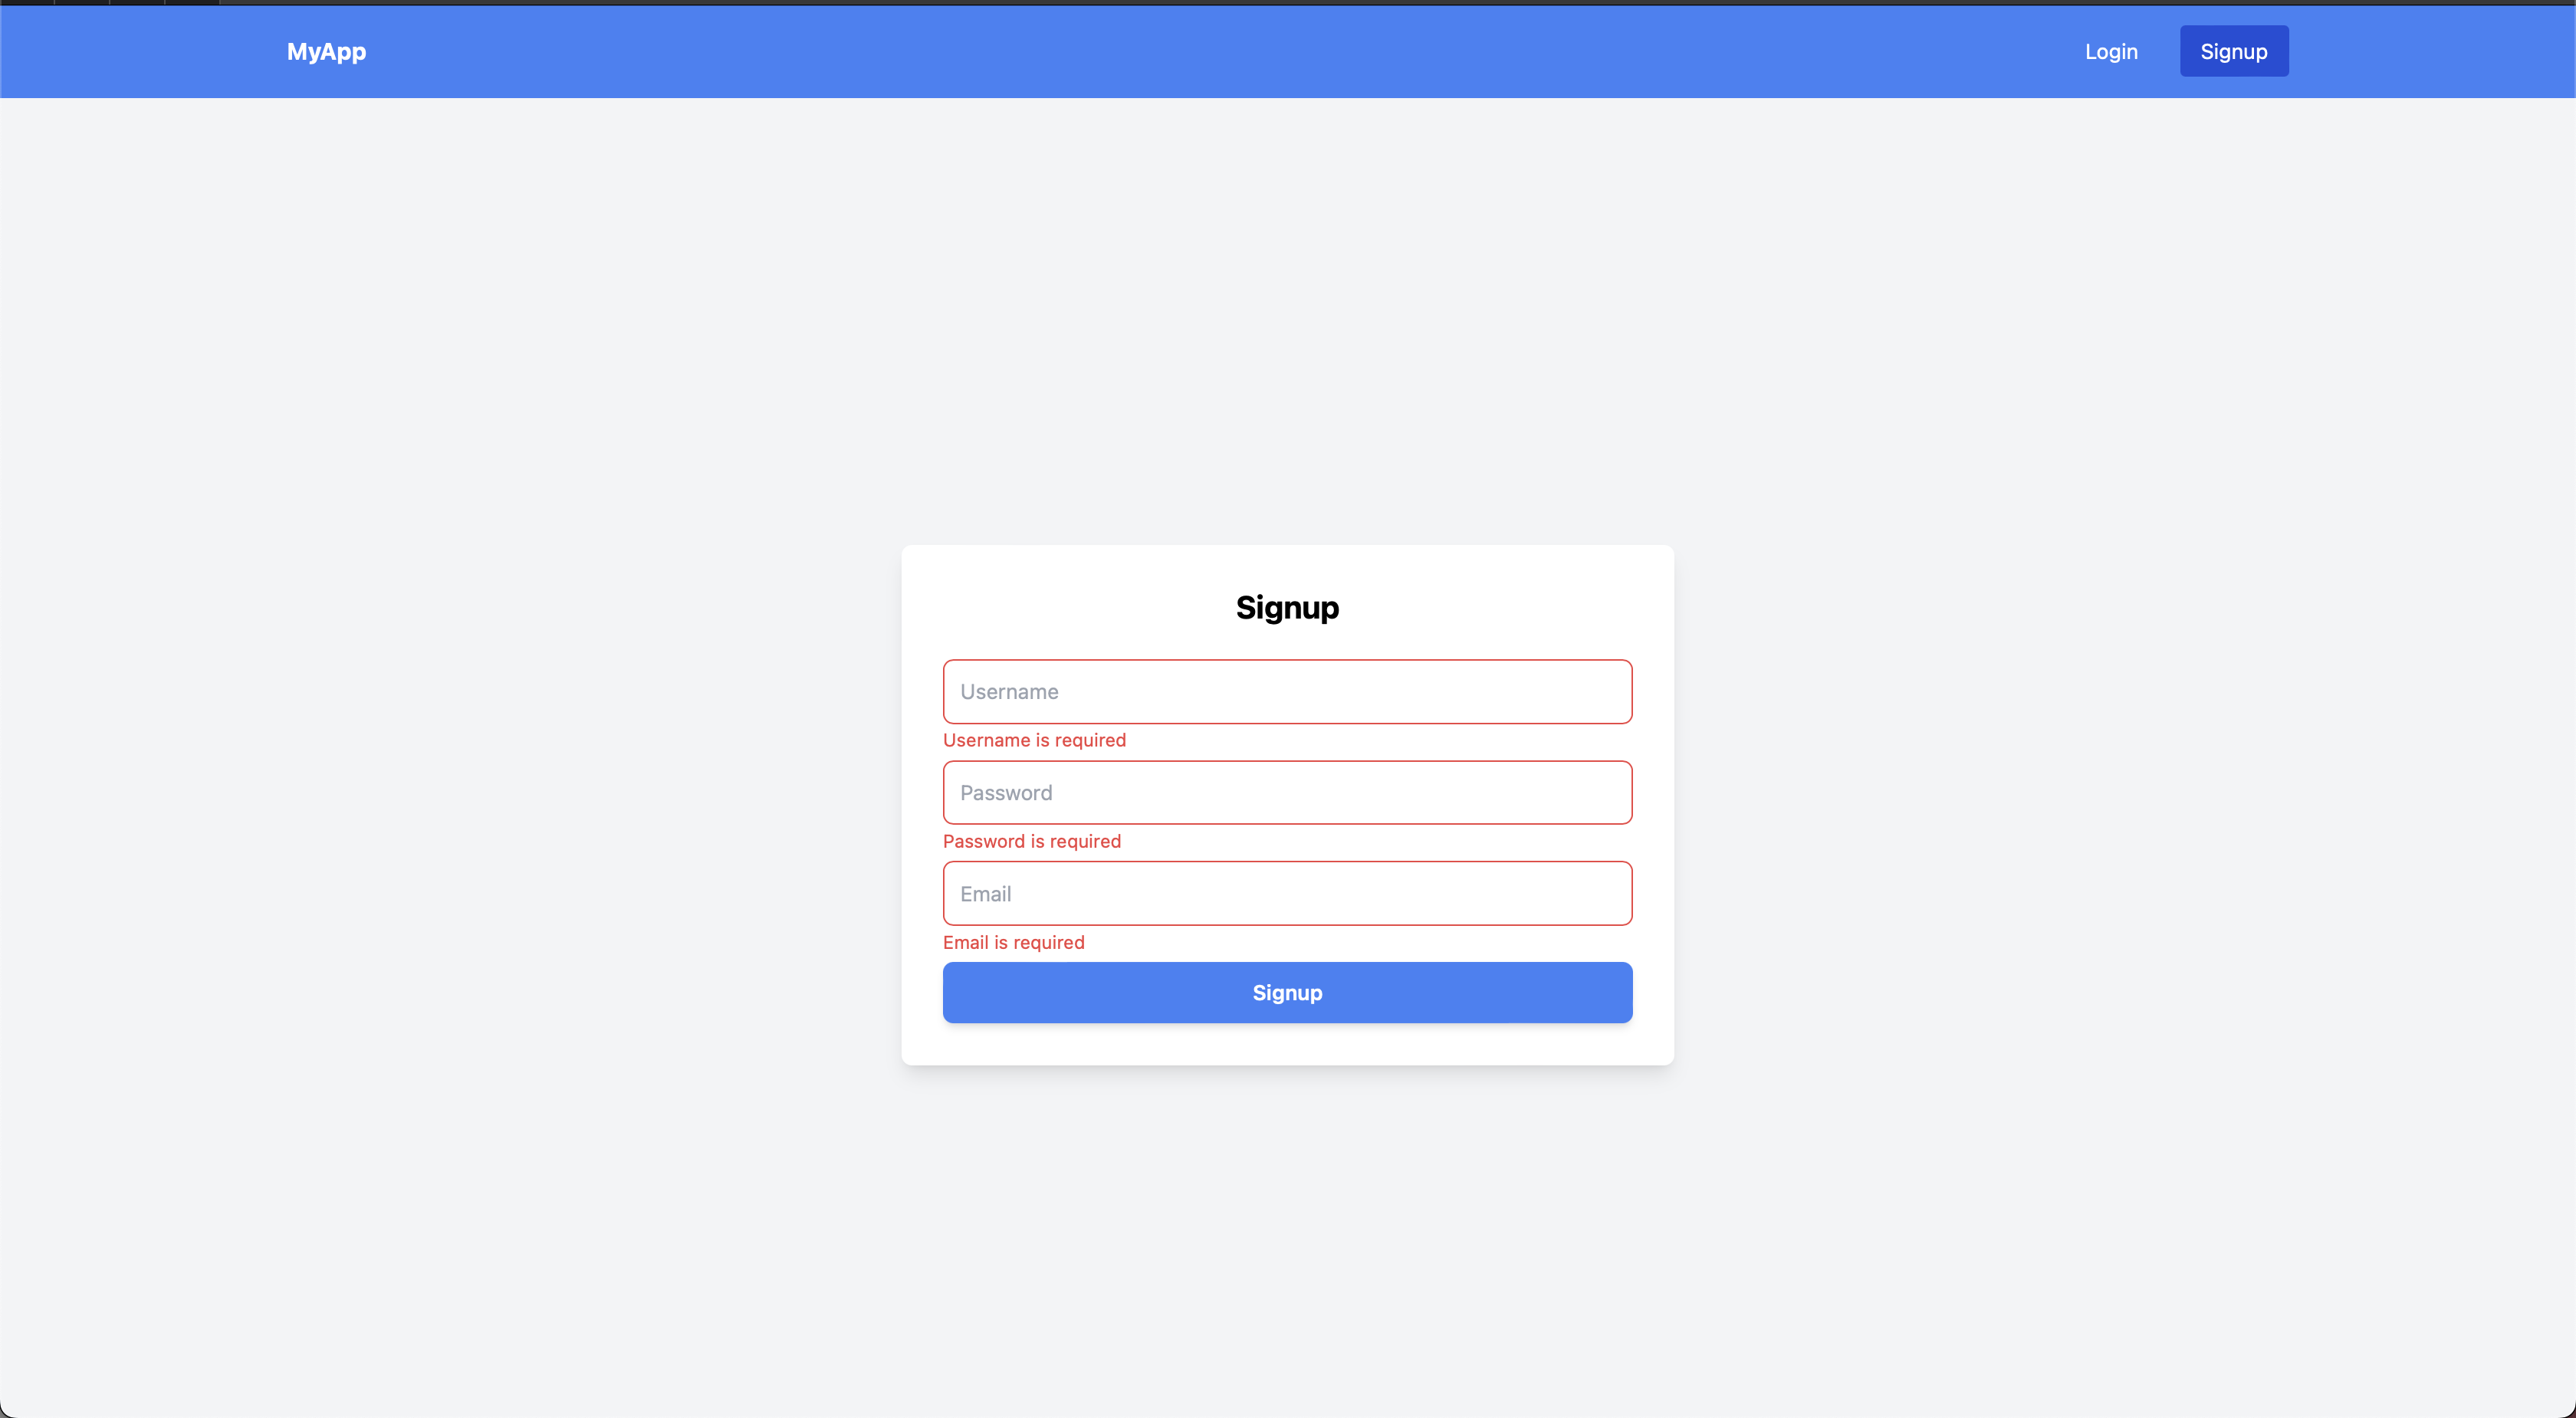 MyApp
Login
Signup
Signup
Username
Username is required
Password
Password is required
Email
Email is required
Signup